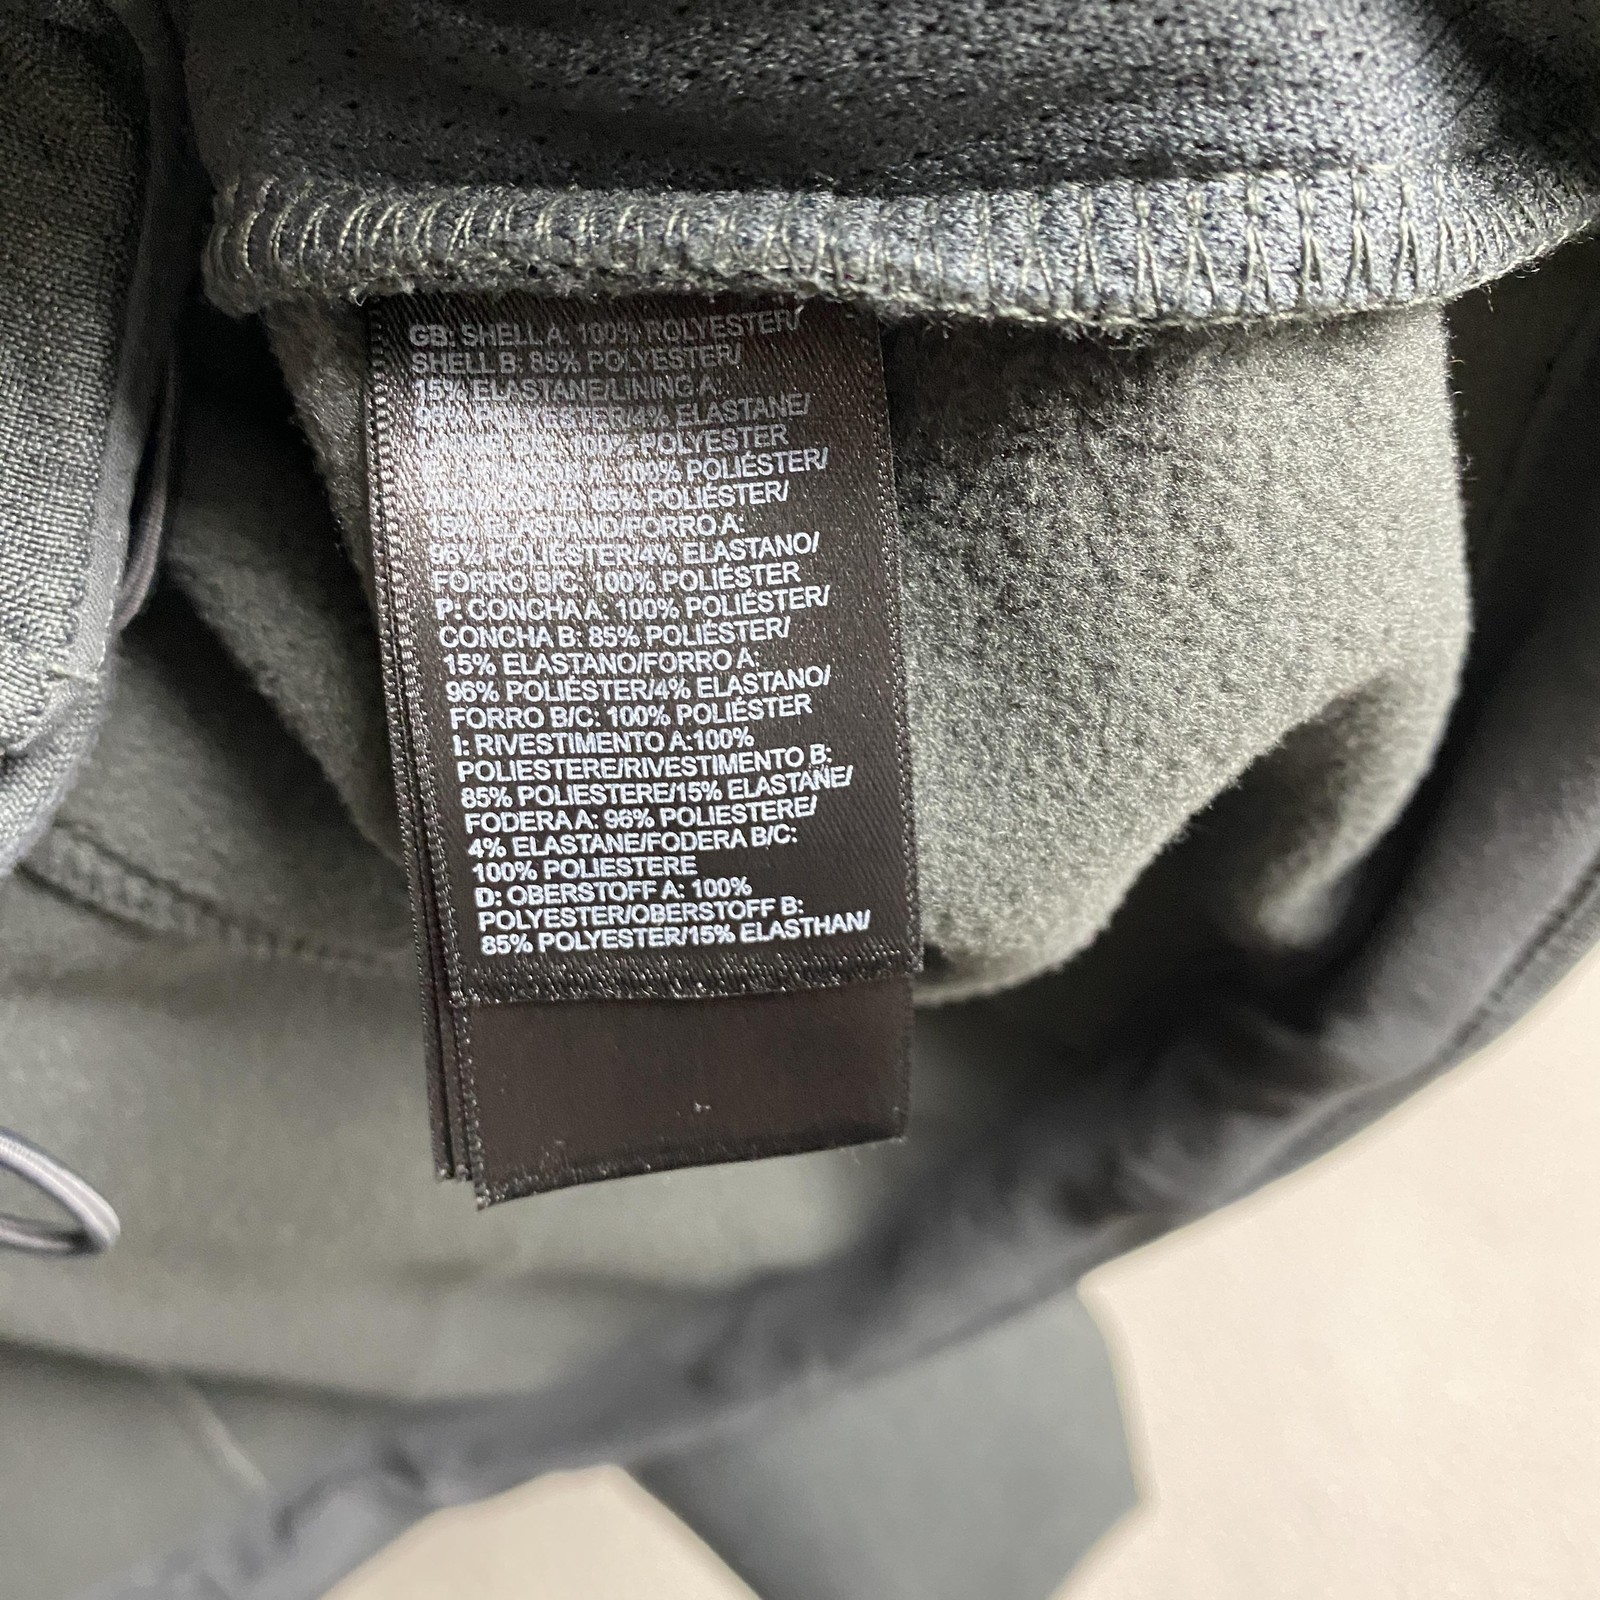 GB: SHELL A: 100% POLYESTER/
SHELL B: 85% POLYESTER/
15% ELASTANE/LINING A:
96% POLYESTER/4% ELASTANE/
LINING B/C: 100% POLYESTER
A: 100% POLIÉSTER/
B: 85% POLIÉSTER/
15% ELASTANO/FORRO A:
96% POLIÉSTER/4% ELASTANO/
FORRO B/C: 100% POLIÉSTER
P: CONCHA A: 100% POLIÉSTER/
CONCHA B: 85% POLIÉSTER/
15% ELASTANO/FORRO A:
96% POLIÉSTER/4% ELASTANO/
FORRO B/C: 100% POLIÉSTER
I: RIVESTIMENTO A:100%
POLIESTERE/RIVESTIMENTO B:
85% POLIESTERE/15% ELASTANE/
FODERA A: 96% POLIESTERE/
4% ELASTANE/FODERA B/C:
100% POLIESTERE
D: OBERSTOFF A: 100%
POLYESTER/OBERSTOFF B:
85% POLYESTER/15% ELASTHAN/